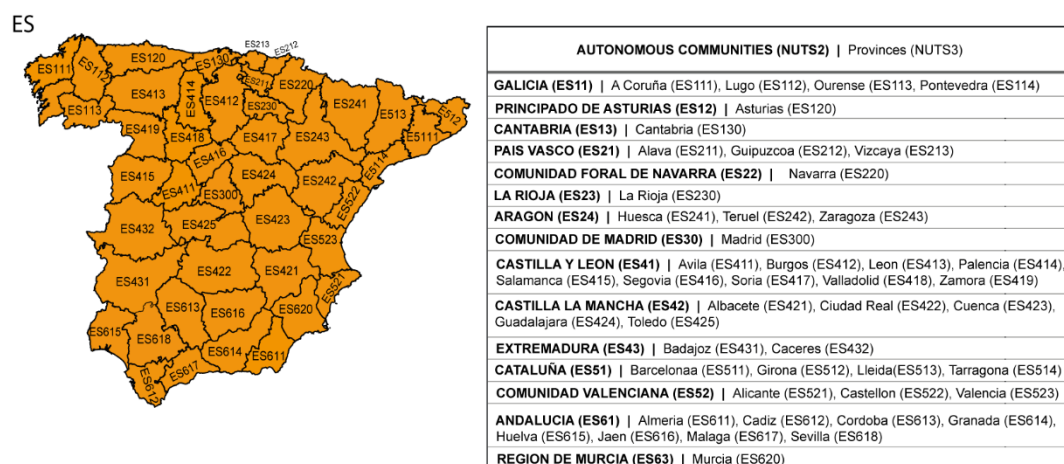 ES
ES213
ES212
ES111
ES112
ES120
ES130
ES211
ES220
ES413
ES414
ES412
ES230
ES241
E513
E512
ES113
ES419
ES418
ES417
ES243
E5111
ES416
E5114
ES415
ES411
ES424
ES242
ES300
ES522
ES432
ES425
ES423
ES523
ES431
ES422
ES421
ES521
ES613
ES616
ES620
ES615
ES618
ES614
ES611
ES612
ES617
AUTONOMOUS COMMUNITIES (NUTS2) | Provinces (NUTS3)
GALICIA (ES11) | A Coruña (ES111), Lugo (ES112), Ourense (ES113, Pontevedra (ES114)
PRINCIPADO DE ASTURIAS (ES12) | Asturias (ES120)
CANTABRIA (ES13) | Cantabria (ES130)
PAIS VASCO (ES21) | Alava (ES211), Guipuzcoa (ES212), Vizcaya (ES213)
COMUNIDAD FORAL DE NAVARRA (ES22) | Navarra (ES220)
LA RIOJA (ES23) | La Rioja (ES230)
ARAGON (ES24) | Huesca (ES241), Teruel (ES242), Zaragoza (ES243)
COMUNIDAD DE MADRID (ES30) | Madrid (ES300)
CASTILLA Y LEON (ES41) | Avila (ES411), Burgos (ES412), Leon (ES413), Palencia (ES414),
Salamanca (ES415), Segovia (ES416), Soria (ES417), Valladolid (ES418), Zamora (ES419)
CASTILLA LA MANCHA (ES42) | Albacete (ES421), Ciudad Real (ES422), Cuenca (ES423),
Guadalajara (ES424), Toledo (ES425)
EXTREMADURA (ES43) | Badajoz (ES431), Caceres (ES432)
CATALUÑA (ES51) | Barcelonaa (ES511), Girona (ES512), Lleida(ES513), Tarragona (ES514)
COMUNIDAD VALENCIANA (ES52) | Alicante (ES521), Castellon (ES522), Valencia (ES523)
ANDALUCIA (ES61) | Almeria (ES611), Cadiz (ES612), Cordoba (ES613), Granada (ES614),
Huelva (ES615), Jaen (ES616), Malaga (ES617), Sevilla (ES618)
REGION DE MURCIA (ES63) | Murcia (ES620)